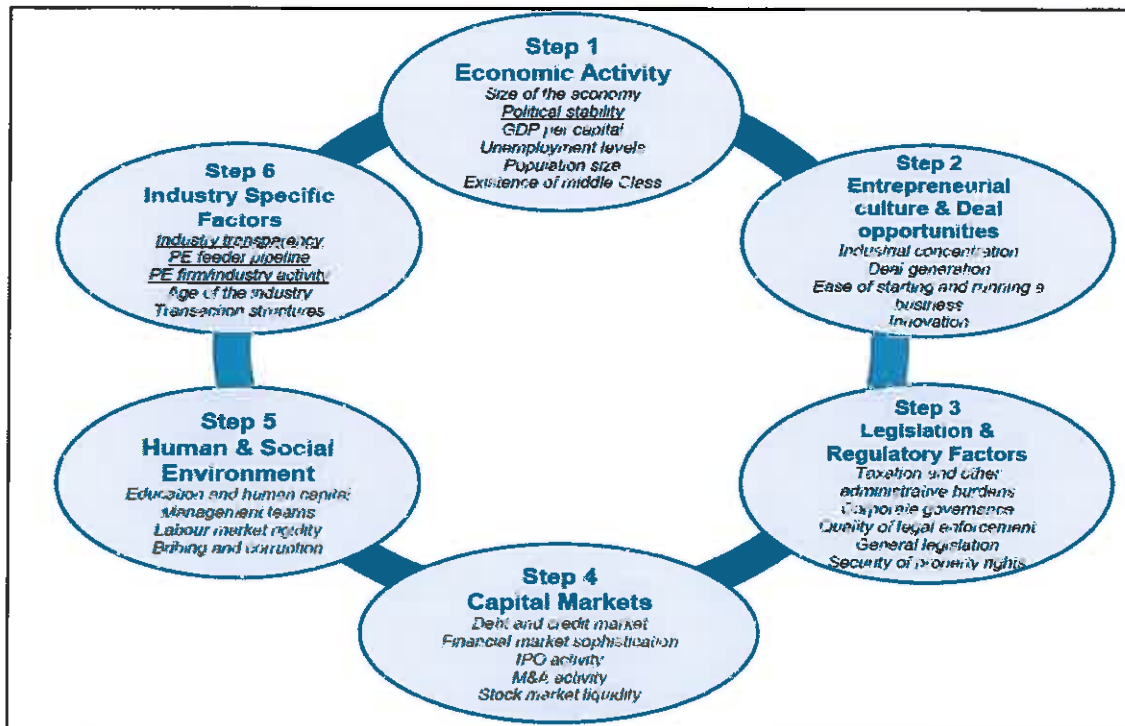 Step 1
Economic Activity
Size of the economy
Political stability
GDP per capital
Unemployment levels
Population size
Existence of middle Class
Step 2
Entrepreneurial
culture & Deal
opportunities
Industrial concentration
Deal generation
Ease of starting and running a
business
Innovation
Step 3
Legislation &
Regulatory Factors
Taxation and other
administrative burdens
Corporate governance
Quality of legal enforcement
General legislation
Security of property rights
Step 4
Capital Markets
Debt and credit market
Financial market sophistication
IPO activity
M&A activity
Stock market liquidity
Step 5
Human & Social
Environment
Education and human capital
Management teams
Labour market rigidity
Bribing and corruption
Step 6
Industry Specific
Factors
Industry transparency
PE feeder pipeline
PE firm/industry activity
Age of the industry
Transaction structures